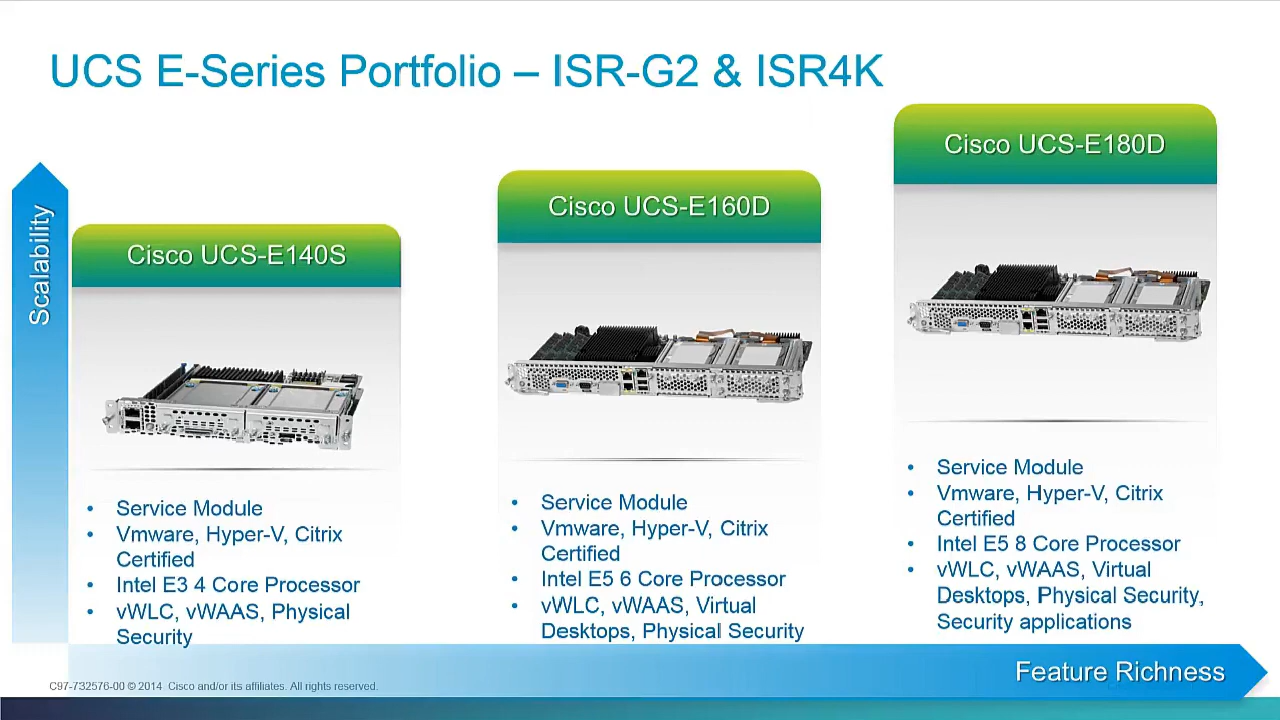 UCS E-Series Portfolio – ISR-G2 & ISR4K
Scalability
Cisco UCS-E140S
• Service Module
• Vmware, Hyper-V, Citrix
Certified
• Intel E3 4 Core Processor
• vWLC, vWAAS, Physical
Security
Cisco UCS-E160D
• Service Module
• Vmware, Hyper-V, Citrix
Certified
• Intel E5 6 Core Processor
• vWLC, vWAAS, Virtual
Desktops, Physical Security
Cisco UCS-E180D
• Service Module
• Vmware, Hyper-V, Citrix
Certified
• Intel E5 8 Core Processor
• vWLC, vWAAS, Virtual
Desktops, Physical Security,
Security applications
Feature Richness
C97-732576-00 © 2014 Cisco and/or its affiliates. All rights reserved.